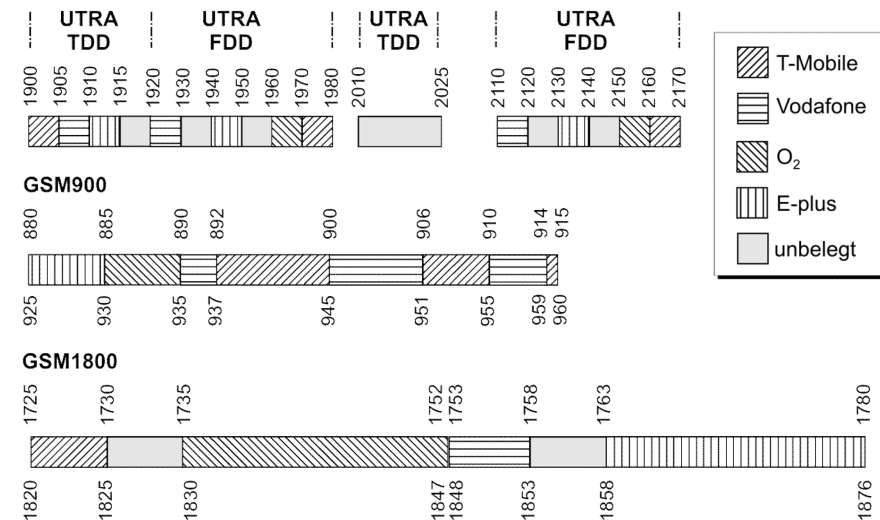 UTRA TDD UTRA FDD UTRA TDD UTRA FDD
1900 1905 1910 1915 1920 1930 1940 1950 1960 1970 1980 2010 2025 2110 2120 2130 2140 2150 2160 2170
T-Mobile
Vodafone
O₂
E-plus
unbelegt
GSM900
880 885 890 892 900 906 910 914 915
925 930 935 937 945 951 955 959 960
GSM1800
1725 1730 1735 1752 1753 1758 1763 1780
1820 1825 1830 1847 1848 1853 1858 1876